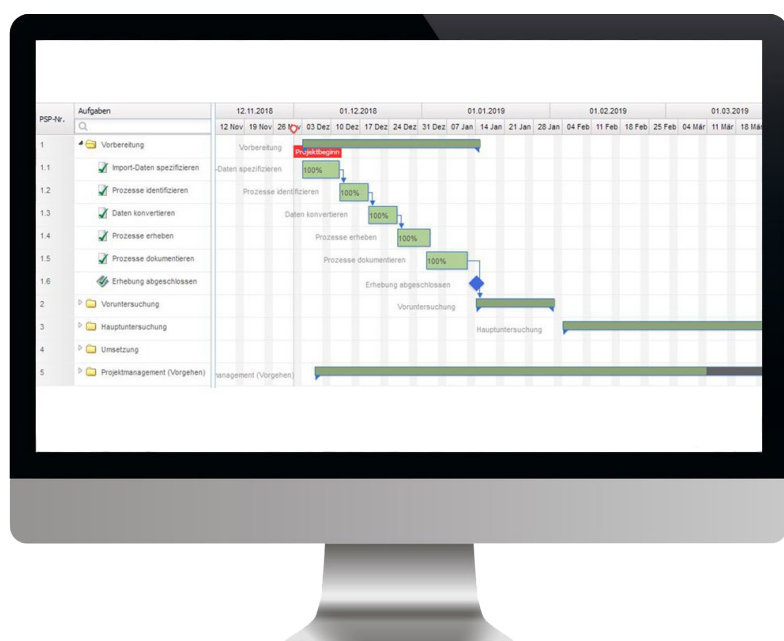 PSP-Nr.
Aufgaben
12.11.2018 01.12.2018 01.01.2019 01.02.2019 01.03.2019
12 Nov 19 Nov 26 Nov 03 Dez 10 Dez 17 Dez 24 Dez 31 Dez 07 Jan 14 Jan 21 Jan 28 Jan 04 Feb 11 Feb 18 Feb 25 Feb 04 Mär 11 Mär 18 Mär
1 Vorbereitung Vorbereitung
Projektbeginn
1.1 Import-Daten spezifizieren -Daten spezifizieren 100%
1.2 Prozesse identifizieren Prozesse identifizieren 100%
1.3 Daten konvertieren Daten konvertieren 100%
1.4 Prozesse erheben Prozesse erheben 100%
1.5 Prozesse dokumentieren Prozesse dokumentieren 100%
1.6 Erhebung abgeschlossen Erhebung abgeschlossen
2 Voruntersuchung Voruntersuchung
3 Hauptuntersuchung Hauptuntersuchung
4 Umsetzung
5 Projektmanagement (Vorgehen) management (Vorgehen)